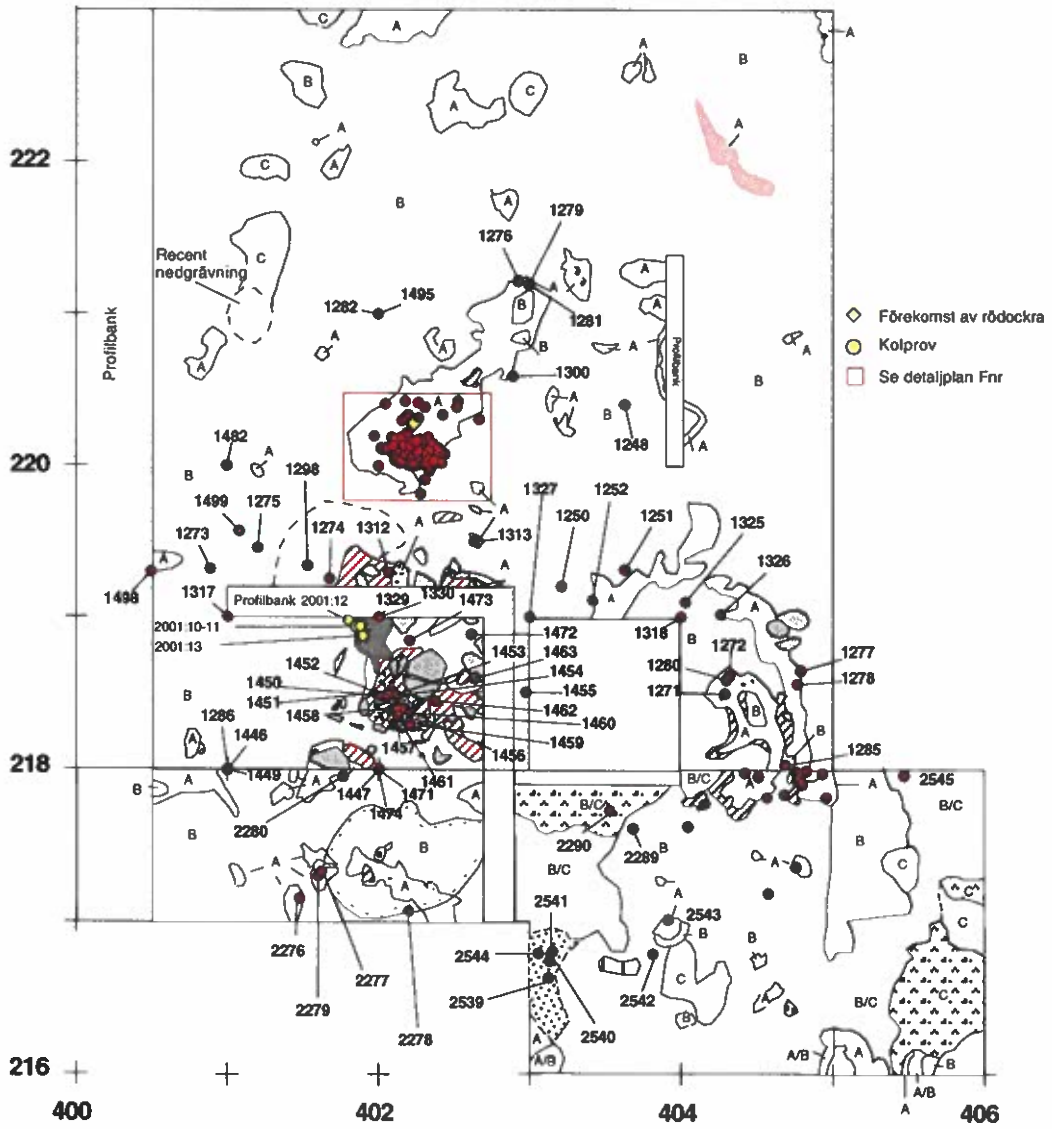 C
A
A
A
B
B
A
C
A
A
A
C
A
B
A
222
1279
1276
Recent
nedgrävning
C
A
B
A
A
1282
1495
1281
Profilbank
A
A
B
A
A
1300
Profilbank
B
Förekomst av rödockra
Kolprov
Se detaljplan Fnr
A
A
B
1248
A
1482
220
B
A
1298
1327
1252
1499
1275
1274
1312
A
A
1250
1251
1325
1273
1313
1326
A
1498
A
A
1317
Profilbank 2001:12
1329
1330
1473
1318
2001:10-11
2001:13
1472
1272
1277
1452
1453
1463
1280
1278
1450
1454
1451
1455
1271
B
1458
1462
B
1286
1460
A
B
1446
1457
1459
A
1456
1285
218
1449
1461
B/C
2545
B
A
1447
A
1471
A
A
A
B/C
1474
B/C
2280
2290
B
B
B
2289
B
A
B/C
A
C
A
A
C
2541
2543
C
2276
B
2277
2544
C
B/C
C
2279
2539
2542
A
2278
2540
B
A
A/B
A/B
A
B
216
A/B
A
400
402
404
406